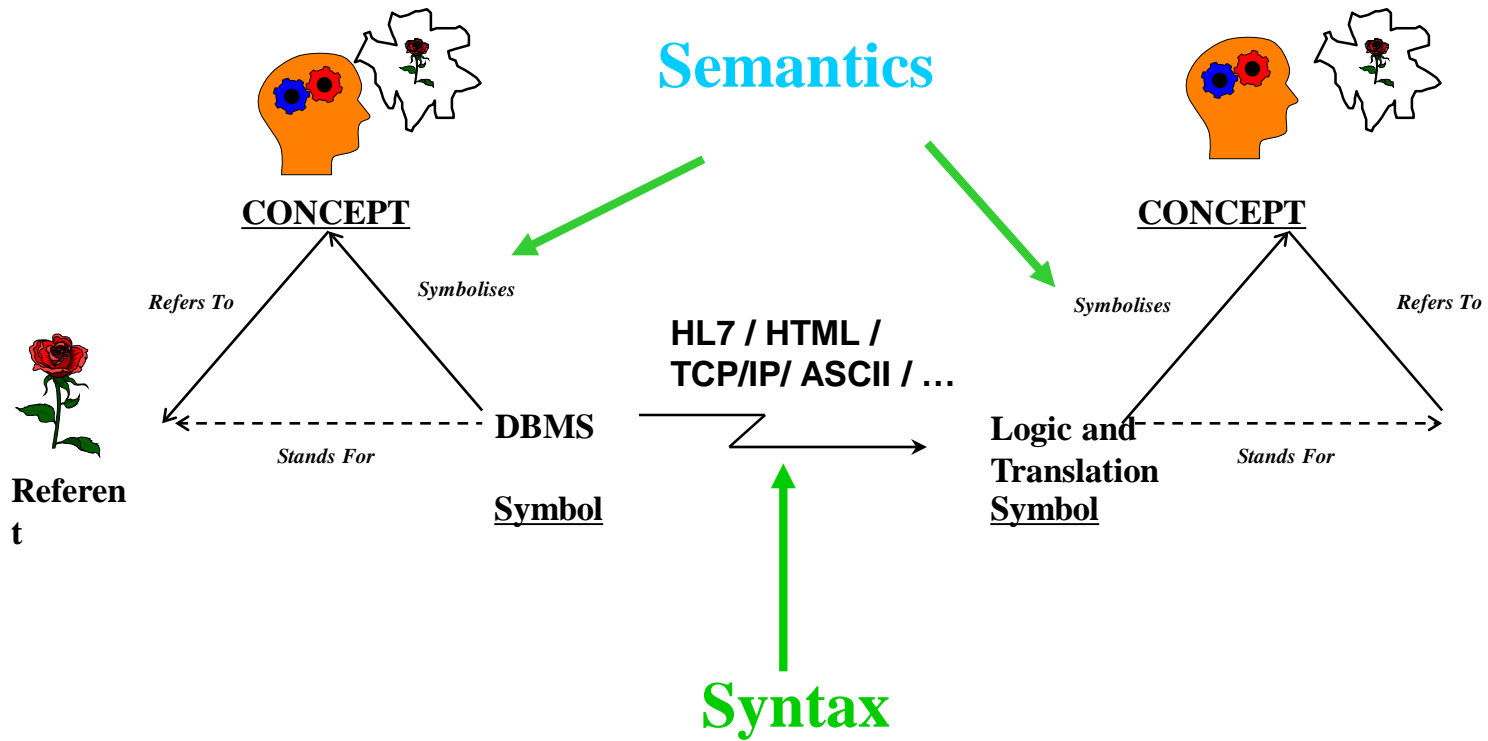 Semantics
CONCEPT
CONCEPT
Refers To
Symbolises
Symbolises
Refers To
HL7 / HTML /
TCP/IP/ ASCII / …
DBMS
Logic and
Translation
Stands For
Stands For
Referen
t
Symbol
Symbol
Syntax